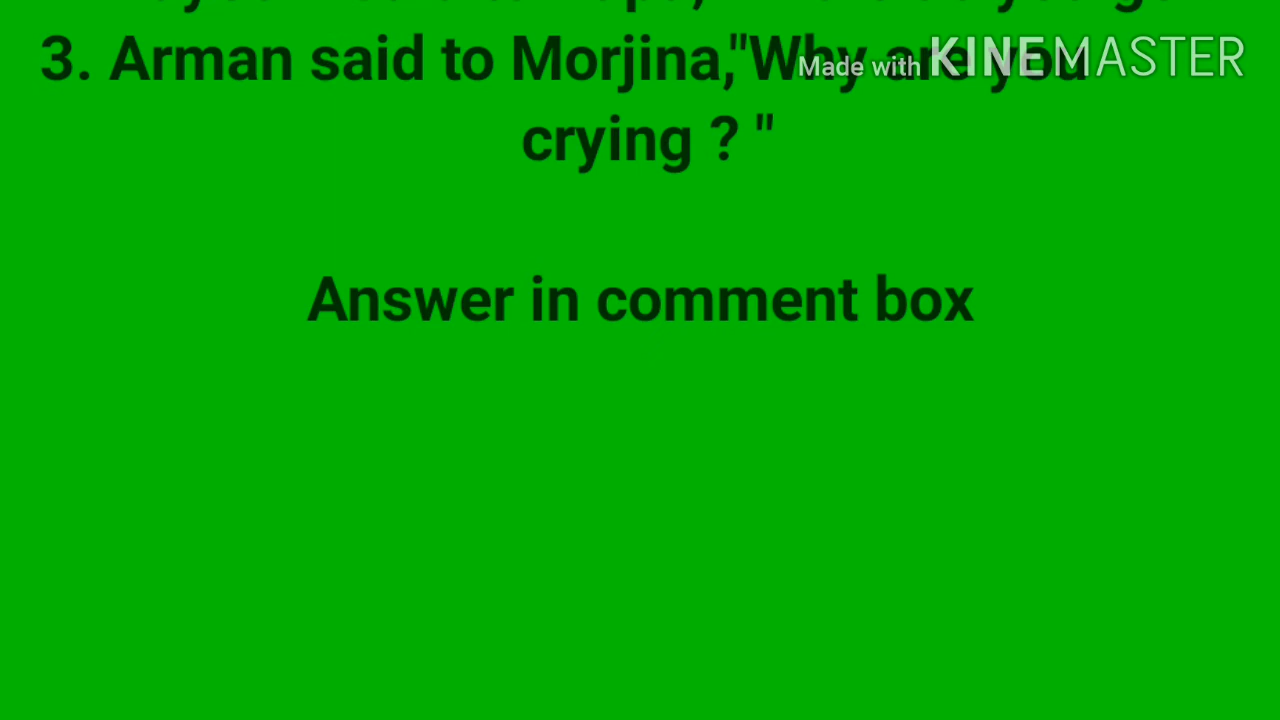 3. Arman said to Morjina,"Why are you
Made with KINEMASTER
crying ? "
Answer in comment box